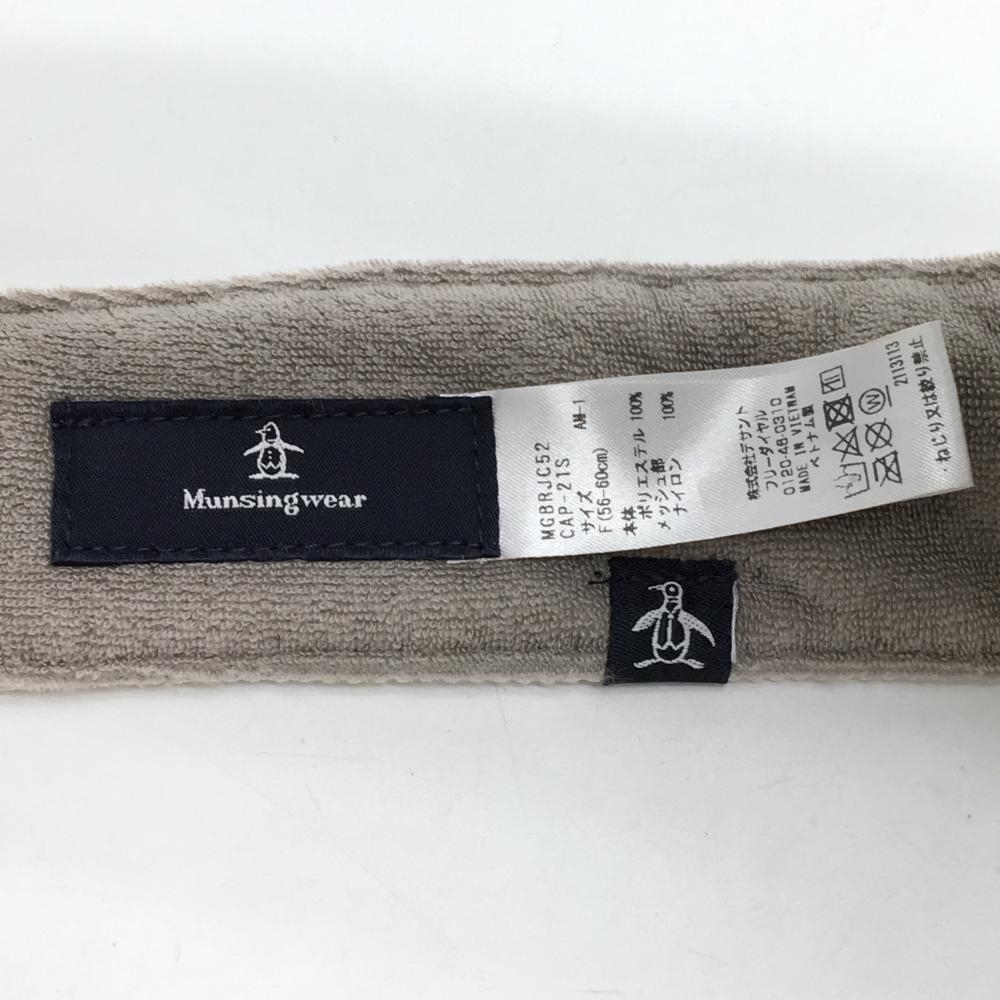 Munsingwear
MGBRJC52
CAP-21S AM-1
サイズ
F(56-60cm)
本体
ポリエステル 100%
メッシュ部
ナイロン 100%
株式会社デサント
フリーダイヤル
0120-46-0310
MADE IN VIETNAM
ベトナム製
2113113
ねじり又は絞り禁止